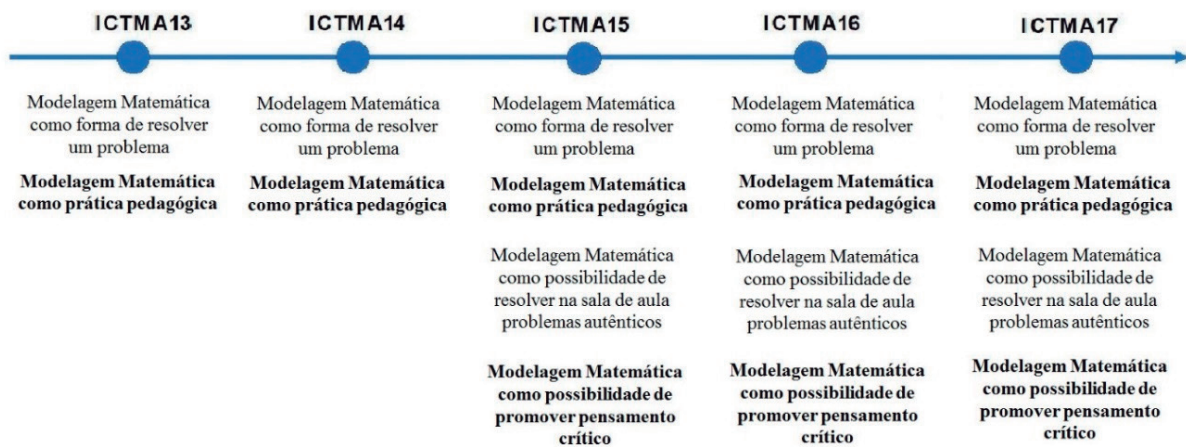 ICTMA13
ICTMA14
ICTMA15
ICTMA16
ICTMA17
Modelagem Matemática
como forma de resolver
um problema
Modelagem Matemática
como prática pedagógica
Modelagem Matemática
como forma de resolver
um problema
Modelagem Matemática
como prática pedagógica
Modelagem Matemática
como forma de resolver
um problema
Modelagem Matemática
como prática pedagógica
Modelagem Matemática
como possibilidade de
resolver na sala de aula
problemas autênticos
Modelagem Matemática
como possibilidade de
promover pensamento
crítico
Modelagem Matemática
como forma de resolver
um problema
Modelagem Matemática
como prática pedagógica
Modelagem Matemática
como possibilidade de
resolver na sala de aula
problemas autênticos
Modelagem Matemática
como possibilidade de
promover pensamento
crítico
Modelagem Matemática
como forma de resolver
um problema
Modelagem Matemática
como prática pedagógica
Modelagem Matemática
como possibilidade de
resolver na sala de aula
problemas autênticos
Modelagem Matemática
como possibilidade de
promover pensamento
crítico